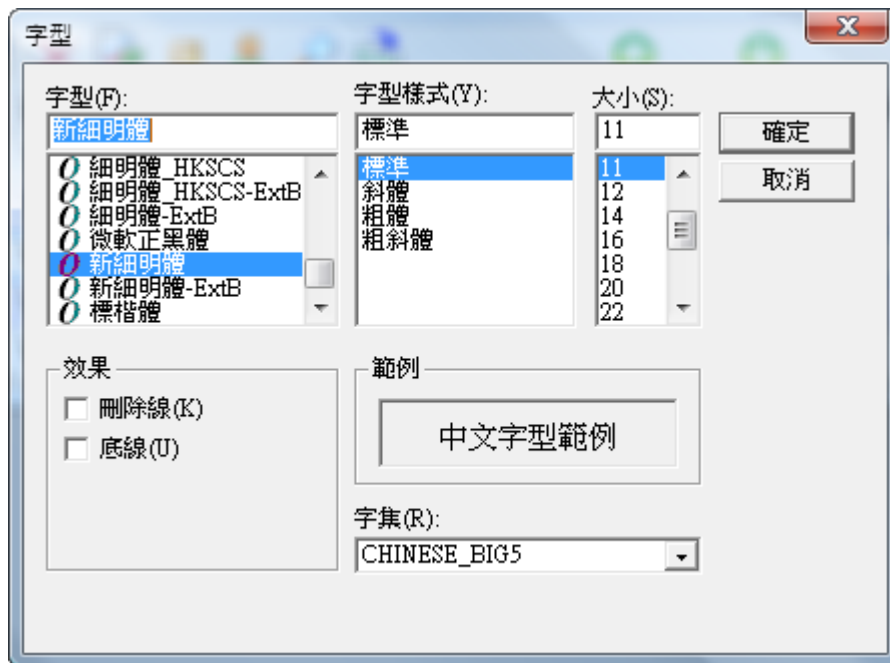 字型
字型(F):
新細明體
細明體_HKSCS
細明體_HKSCS-ExtB
細明體-ExtB
微軟正黑體
新細明體
新細明體-ExtB
標楷體
字型樣式(Y):
標準
標準
斜體
粗體
粗斜體
大小(S):
11
11
12
14
16
18
20
22
確定
取消
效果
刪除線(K)
底線(U)
範例
中文字型範例
字集(R):
CHINESE_BIG5